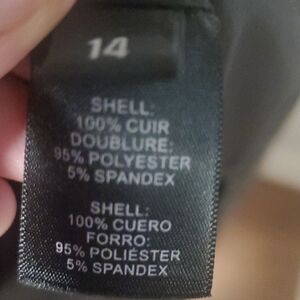 14
SHELL:
100% CUIR
DOUBLURE:
95% POLYESTER
5% SPANDEX
SHELL:
100% CUERO
FORRO:
95% POLIÉSTER
5% SPANDEX